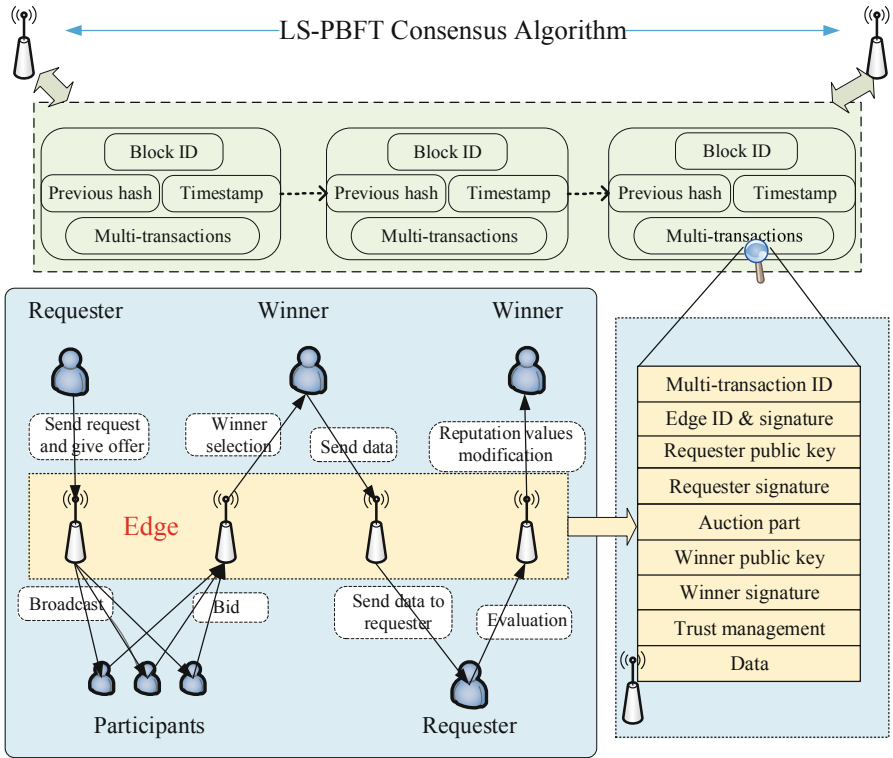 LS-PBFT Consensus Algorithm
Block ID
Previous hash
Timestamp
Multi-transactions
Block ID
Previous hash
Timestamp
Multi-transactions
Block ID
Previous hash
Timestamp
Multi-transactions
Requester
Winner
Winner
Send request
and give offer
Winner
selection
Send data
Reputation values
modification
Edge
Broadcast
Bid
Send data to
requester
Evaluation
Participants
Requester
Multi-transaction ID
Edge ID & signature
Requester public key
Requester signature
Auction part
Winner public key
Winner signature
Trust management
Data